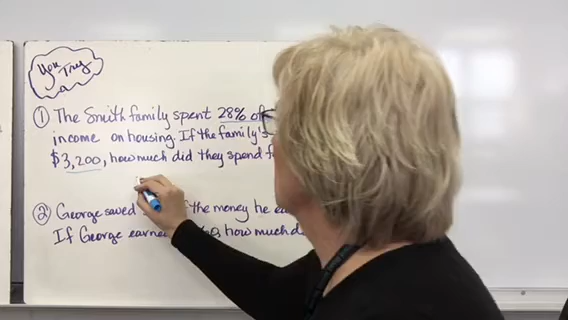 You
Try
① The Smith family spent 28% of
income on housing. If the family's
$3,200, how much did they spend
② George saved the money he
If George how much